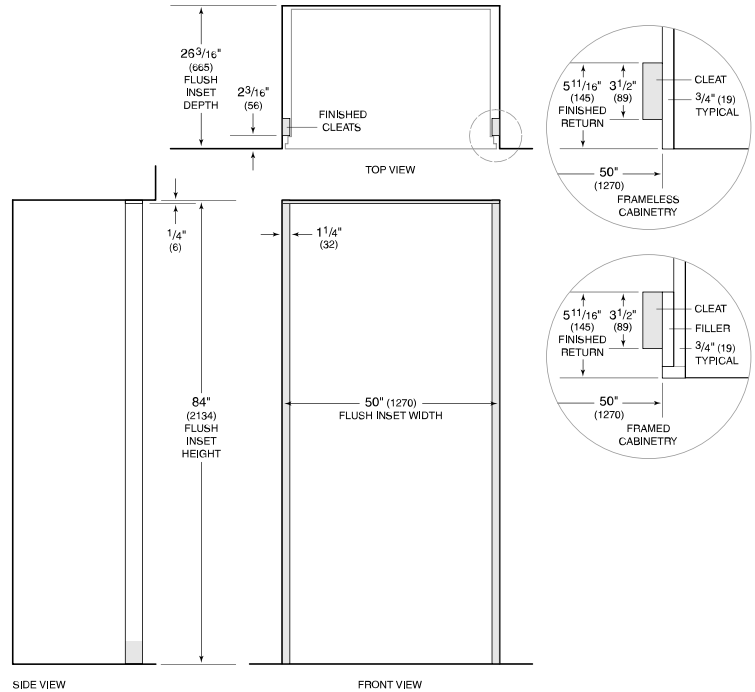 26 3/16"
(665)
FLUSH
INSET
DEPTH
2 3/16"
(56)
FINISHED
CLEATS
TOP VIEW
5 11/16"
(145)
FINISHED
RETURN
3 1/2"
(89)
CLEAT
3/4" (19)
TYPICAL
50"
(1270)
FRAMELESS
CABINETRY
1/4"
(6)
1 1/4"
(32)
84"
(2134)
FLUSH
INSET
HEIGHT
50" (1270)
FLUSH INSET WIDTH
5 11/16"
(145)
FINISHED
RETURN
3 1/2"
(89)
CLEAT
FILLER
3/4" (19)
TYPICAL
50"
(1270)
FRAMED
CABINETRY
SIDE VIEW
FRONT VIEW